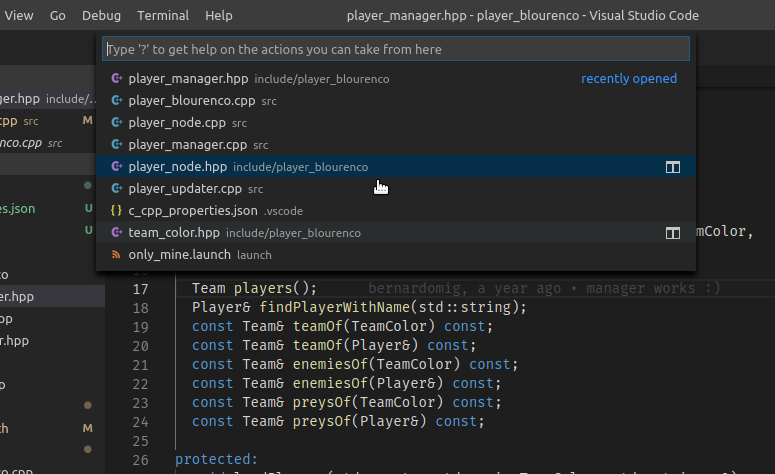 View Go Debug Terminal Help player_manager.hpp - player_blourenco - Visual Studio Code
Type '?' to get help on the actions you can take from here
player_manager.hpp include/player_blourenco recently opened
player_blourenco.cpp src
player_node.cpp src
player_manager.cpp src
player_node.hpp include/player_blourenco
player_updater.cpp src
c_cpp_properties.json .vscode
team_color.hpp include/player_blourenco
only_mine.launch launch
ger.hpp include/...
cpp src M
nco.cpp src
es.json U
U
co
er.hpp
pp
r.hpp
p
th M
co.cpp
mColor,
17 Team players(); bernardomig, a year ago • manager works :)
18 Player& findPlayerWithName(std::string);
19 const Team& teamOf(TeamColor) const;
20 const Team& teamOf(Player&) const;
21 const Team& enemiesOf(TeamColor) const;
22 const Team& enemiesOf(Player&) const;
23 const Team& preysOf(TeamColor) const;
24 const Team& preysOf(Player&) const;
25
26 protected: